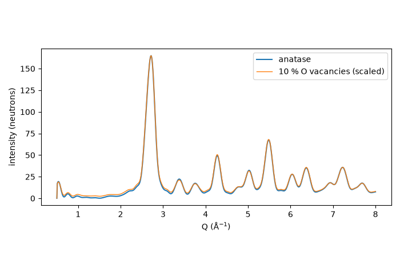 anatase
10 % O vacancies (scaled)
intensity (neutrons)
150
125
100
75
50
25
0
1 2 3 4 5 6 7 8
Q (Å⁻¹)